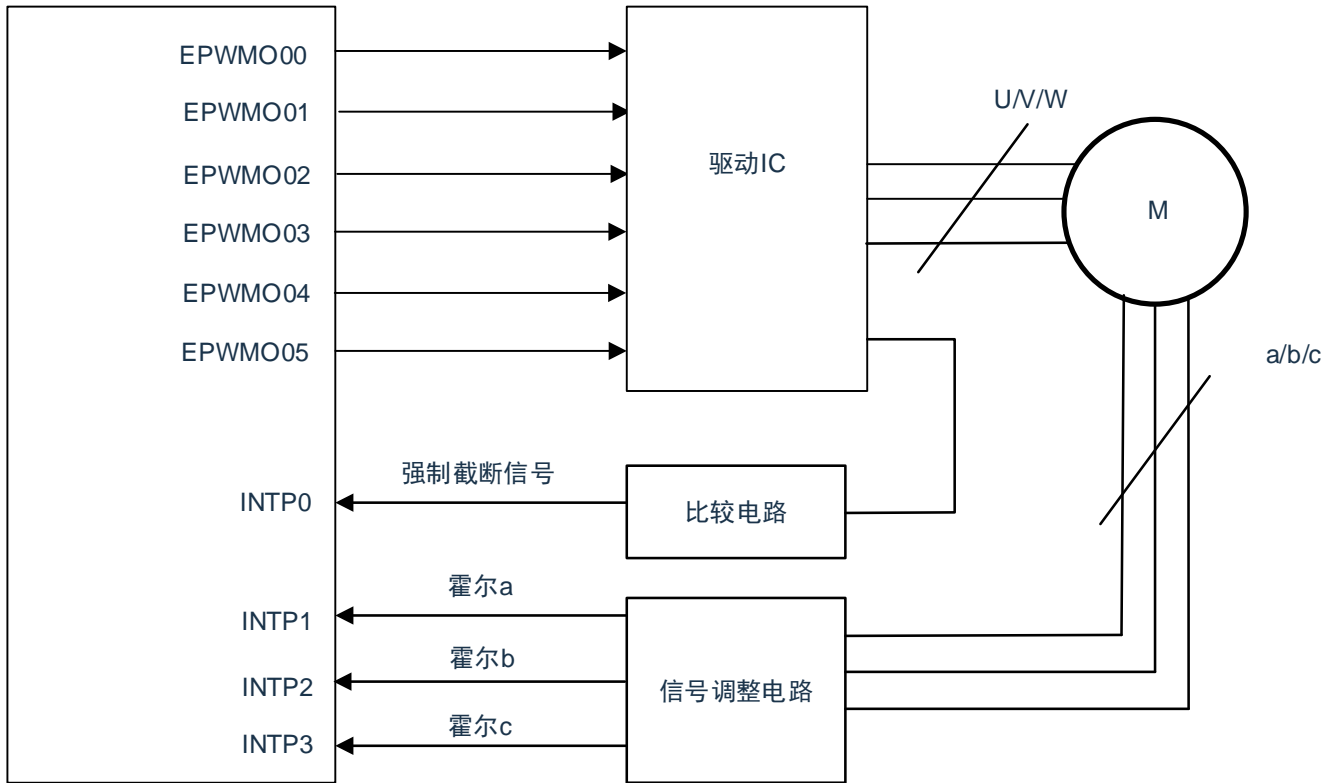 EPWMO00
EPWMO01
EPWMO02
EPWMO03
EPWMO04
EPWMO05
驱动IC
U/V/W
M
a/b/c
INTP0
强制截断信号
比较电路
INTP1
霍尔a
INTP2
霍尔b
INTP3
霍尔c
信号调整电路